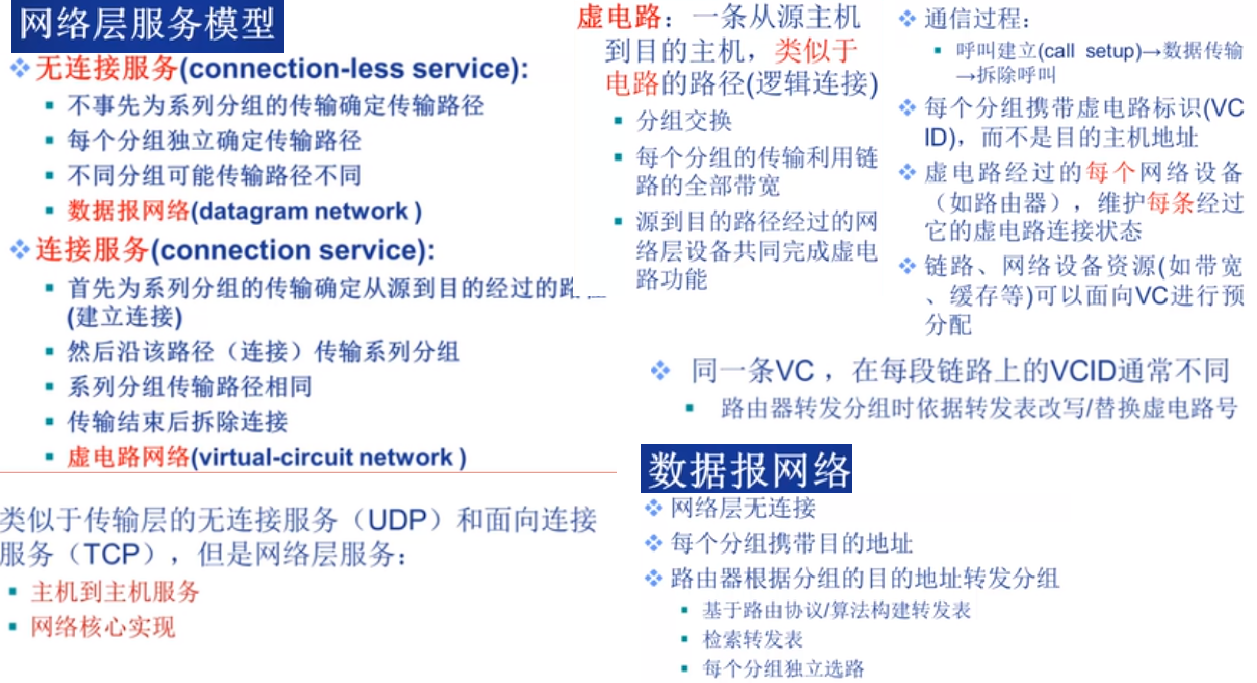 网络层服务模型
无连接服务(connection-less service):
不事先为系列分组的传输确定传输路径
每个分组独立确定传输路径
不同分组可能传输路径不同
数据报网络(datagram network )
连接服务(connection service):
首先为系列分组的传输确定从源到目的经过的路径
(建立连接)
然后沿该路径（连接）传输系列分组
系列分组传输路径相同
传输结束后拆除连接
虚电路网络(virtual-circuit network )
类似于传输层的无连接服务（UDP）和面向连接
服务（TCP），但是网络层服务：
主机到主机服务
网络核心实现
虚电路：一条从源主机
到目的主机，类似于
电路的路径(逻辑连接)
分组交换
每个分组的传输利用链
路的全部带宽
源到目的路径经过的网
络层设备共同完成虚电
路功能
通信过程：
呼叫建立(call setup)→数据传输
→拆除呼叫
每个分组携带虚电路标识(VC
ID)，而不是目的主机地址
虚电路经过的每个网络设备
（如路由器），维护每条经过
它的虚电路连接状态
链路、网络设备资源(如带宽
、缓存等)可以面向VC进行预
分配
同一条VC ，在每段链路上的VCID通常不同
路由器转发分组时依据转发表改写/替换虚电路号
数据报网络
网络层无连接
每个分组携带目的地址
路由器根据分组的目的地址转发分组
基于路由协议/算法构建转发表
检索转发表
每个分组独立选路